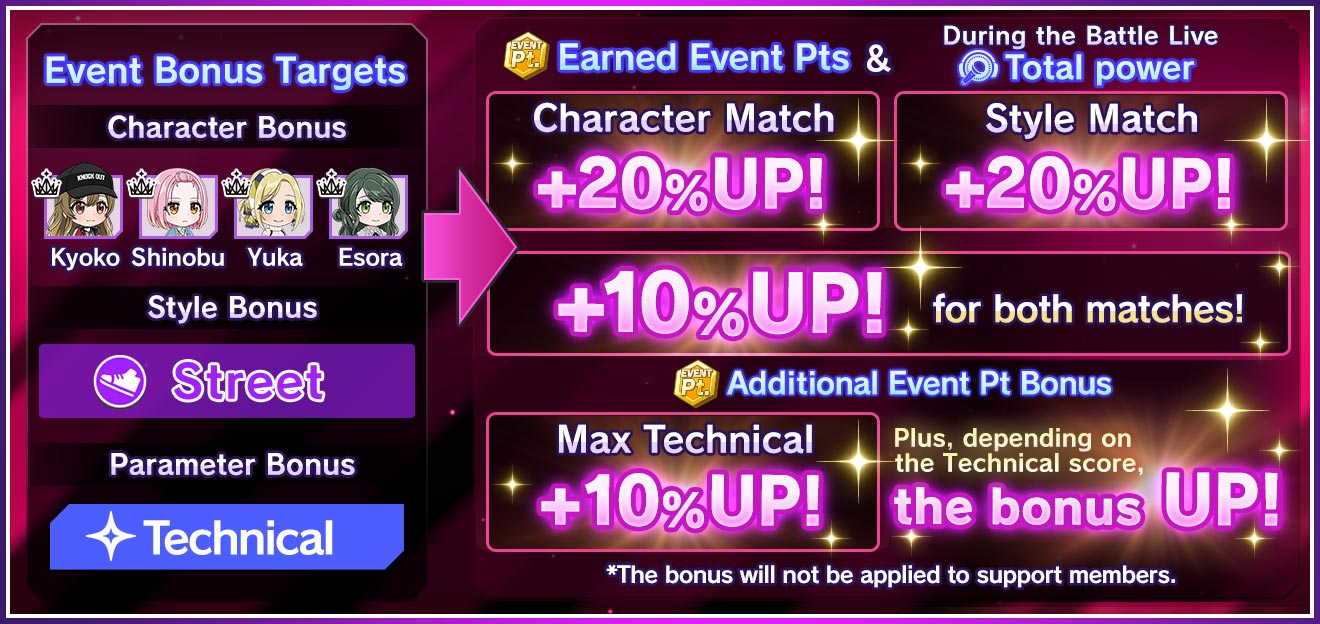 Event Bonus Targets
Character Bonus
KNOCK OUT
Kyoko Shinobu Yuka Esora
Style Bonus
Street
Parameter Bonus
Technical
EVENT Pt. Earned Event Pts &
During the Battle Live
Total power
Character Match
+20%UP!
Style Match
+20%UP!
+10%UP! for both matches!
EVENT Pt. Additional Event Pt Bonus
Max Technical
+10%UP!
Plus, depending on
the Technical score,
the bonus UP!
*The bonus will not be applied to support members.